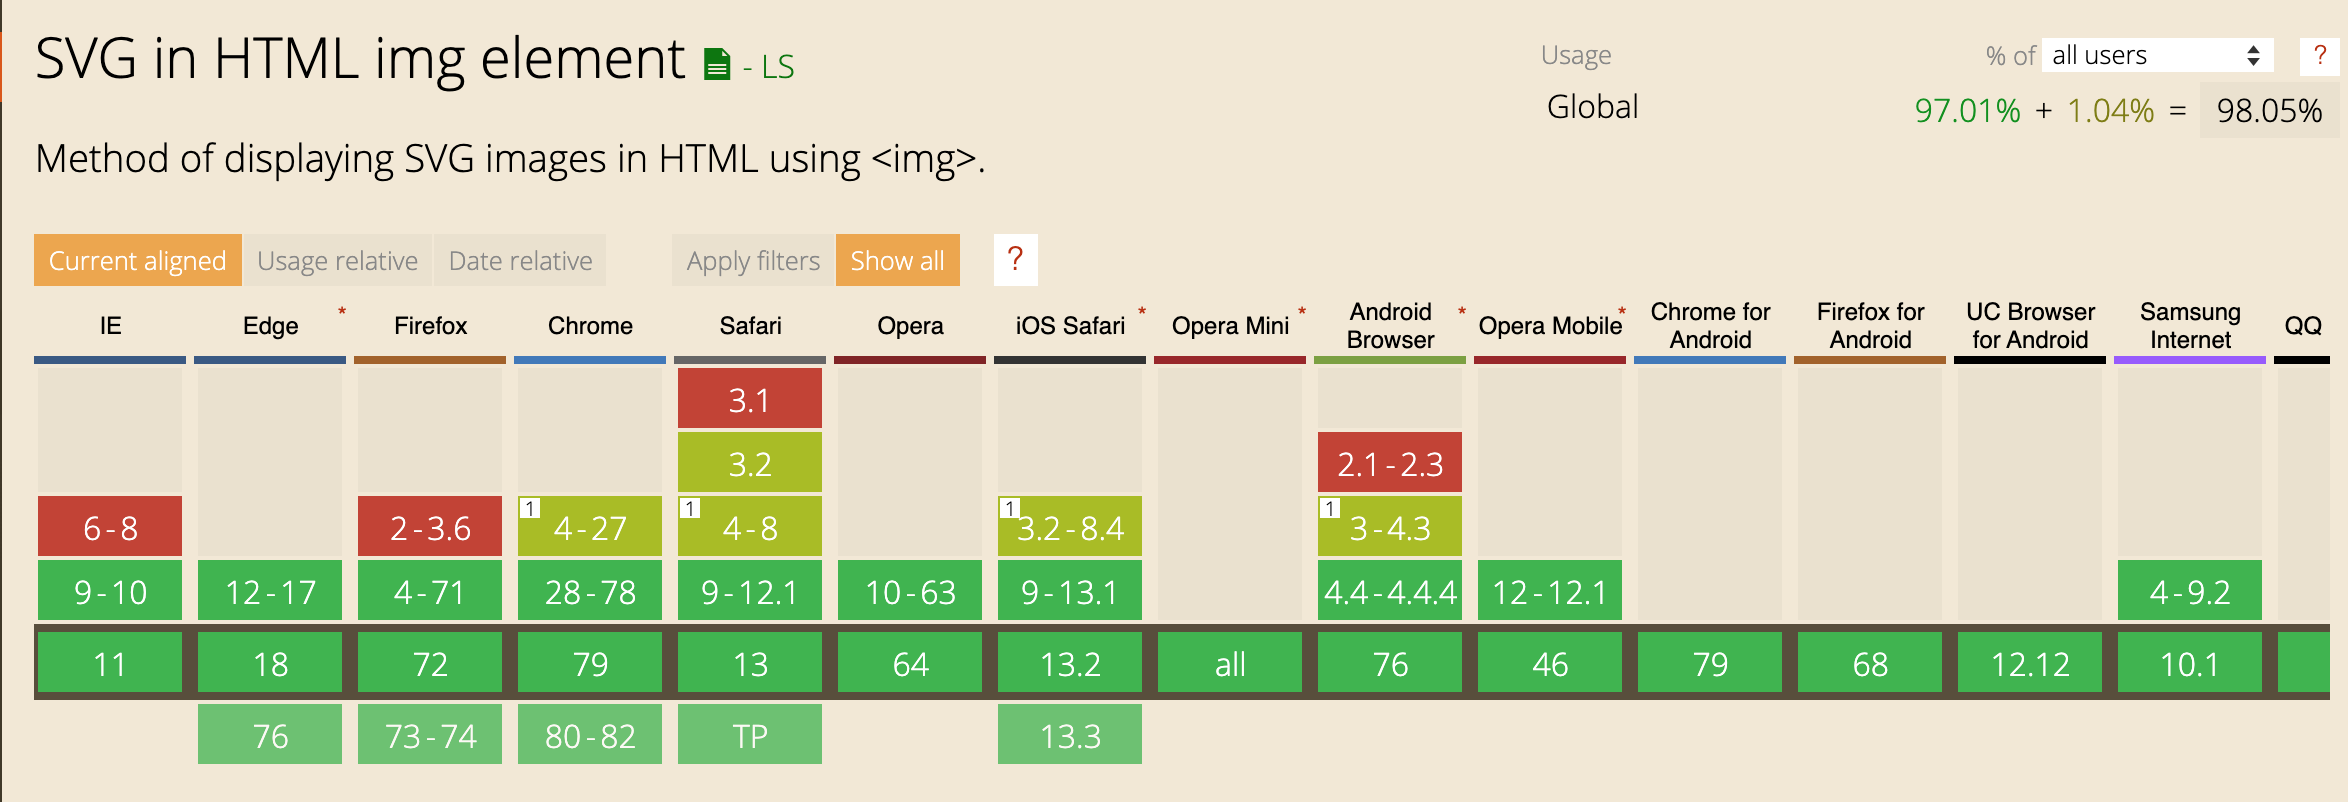 SVG in HTML img element - LS
Usage % of all users ?
Global 97.01% + 1.04% = 98.05%
Method of displaying SVG images in HTML using <img>.
Current aligned Usage relative Date relative Apply filters Show all ?
IE Edge * Firefox Chrome Safari Opera iOS Safari * Opera Mini * Android Browser * Opera Mobile * Chrome for Android Firefox for Android UC Browser for Android Samsung Internet QQ
3.1
3.2 2.1-2.3
6-8 2-3.6 1 4-27 1 4-8 1 3.2-8.4 1 3-4.3
9-10 12-17 4-71 28-78 9-12.1 10-63 9-13.1 4.4-4.4.4 12-12.1 4-9.2
11 18 72 79 13 64 13.2 all 76 46 79 68 12.12 10.1
76 73-74 80-82 TP 13.3